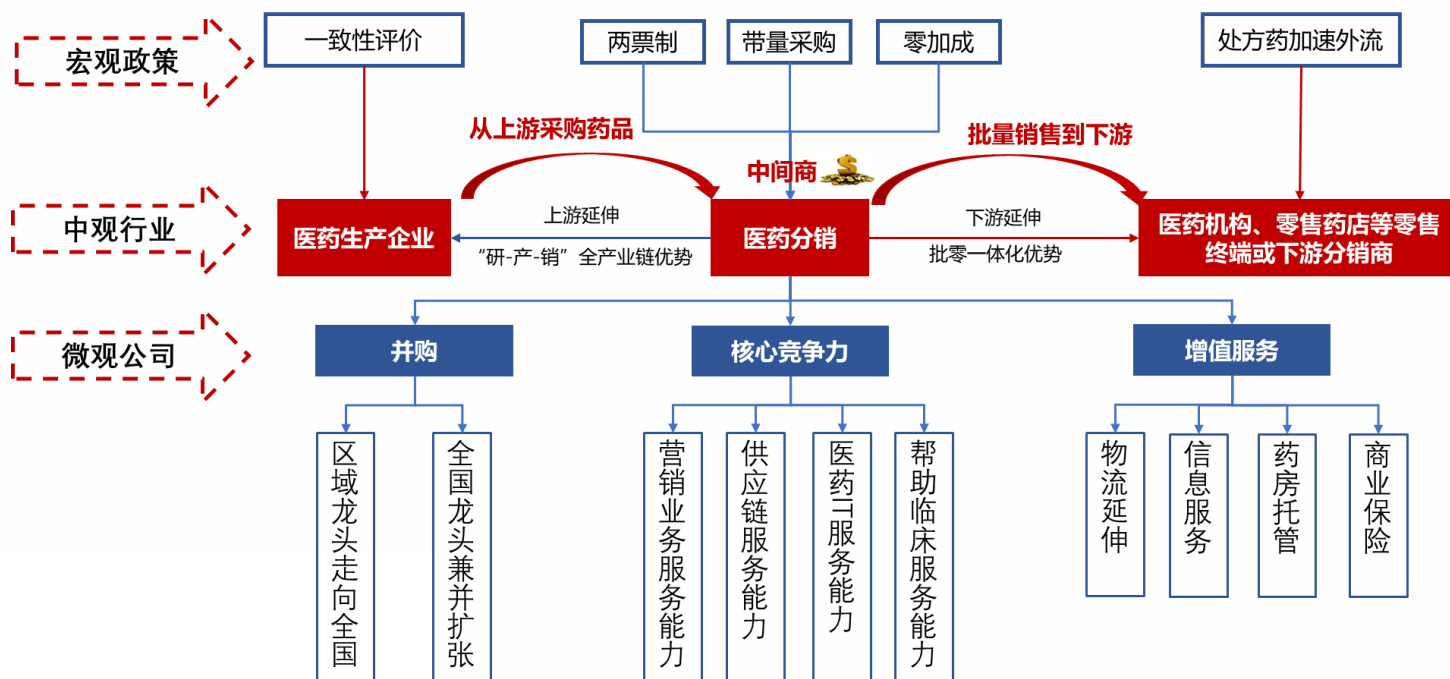 宏观政策
一致性评价
两票制
带量采购
零加成
处方药加速外流
从上游采购药品
批量销售到下游
中间商
中观行业
医药生产企业
上游延伸
“研-产-销”全产业链优势
医药分销
下游延伸
批零一体化优势
医药机构、零售药店等零售
终端或下游分销商
微观公司
并购
核心竞争力
增值服务
区域龙头走向全国
全国龙头兼并扩张
营销业务服务能力
供应链服务能力
医药IT服务能力
帮助临床服务能力
物流延伸
信息服务
药房托管
商业保险